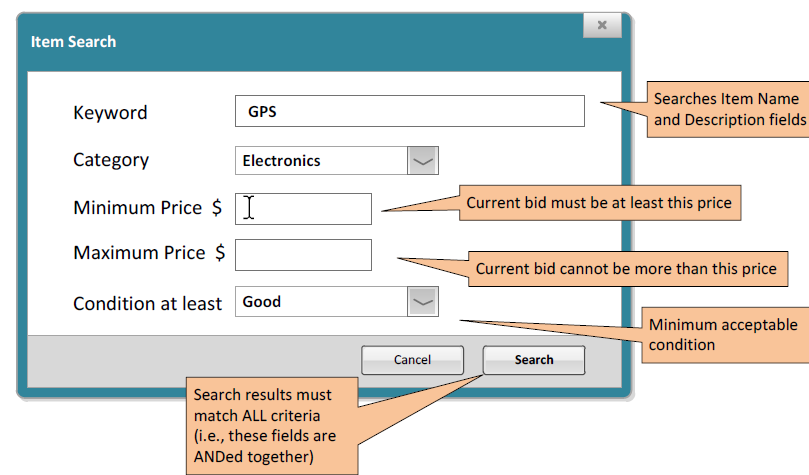 Item Search
Keyword
GPS
Searches Item Name
and Description fields
Category
Electronics
Minimum Price $
Current bid must be at least this price
Maximum Price $
Current bid cannot be more than this price
Condition at least
Good
Minimum acceptable
condition
Cancel
Search
Search results must
match ALL criteria
(i.e., these fields are
ANDed together)